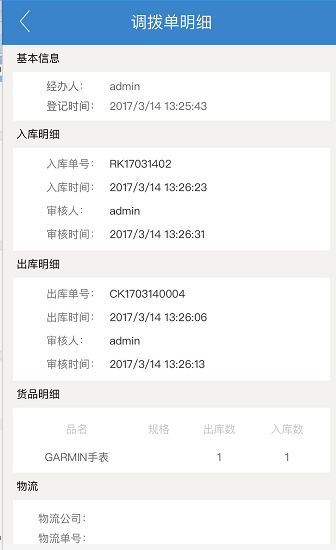 调拨单明细
基本信息
经办人： admin
登记时间： 2017/3/14 13:25:43
入库明细
入库单号： RK17031402
入库时间： 2017/3/14 13:26:23
审核人： admin
审核时间： 2017/3/14 13:26:31
出库明细
出库单号： CK1703140004
出库时间： 2017/3/14 13:26:06
审核人： admin
审核时间： 2017/3/14 13:26:13
货品明细
品名 规格 出库数 入库数
GARMIN手表 1 1
物流
物流公司：
物流单号：